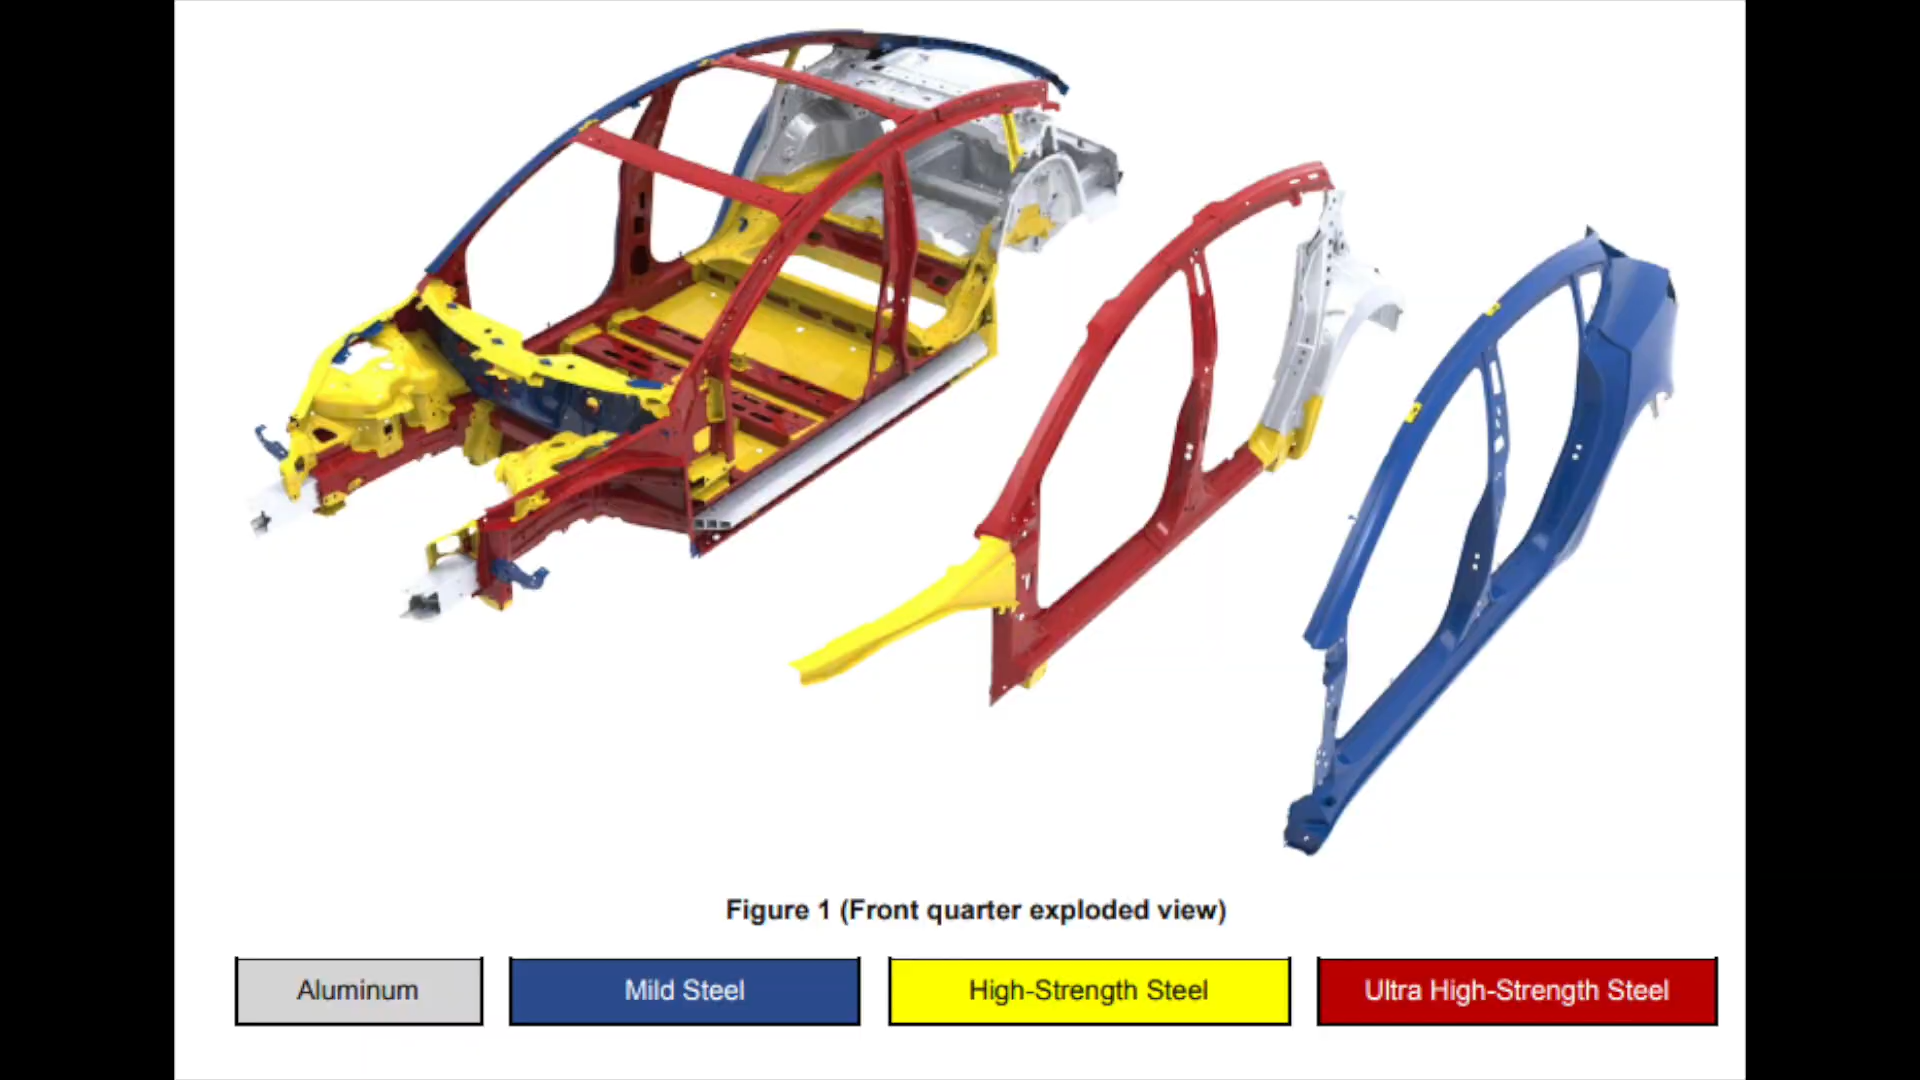 Figure 1 (Front quarter exploded view)
Aluminum
Mild Steel
High-Strength Steel
Ultra High-Strength Steel